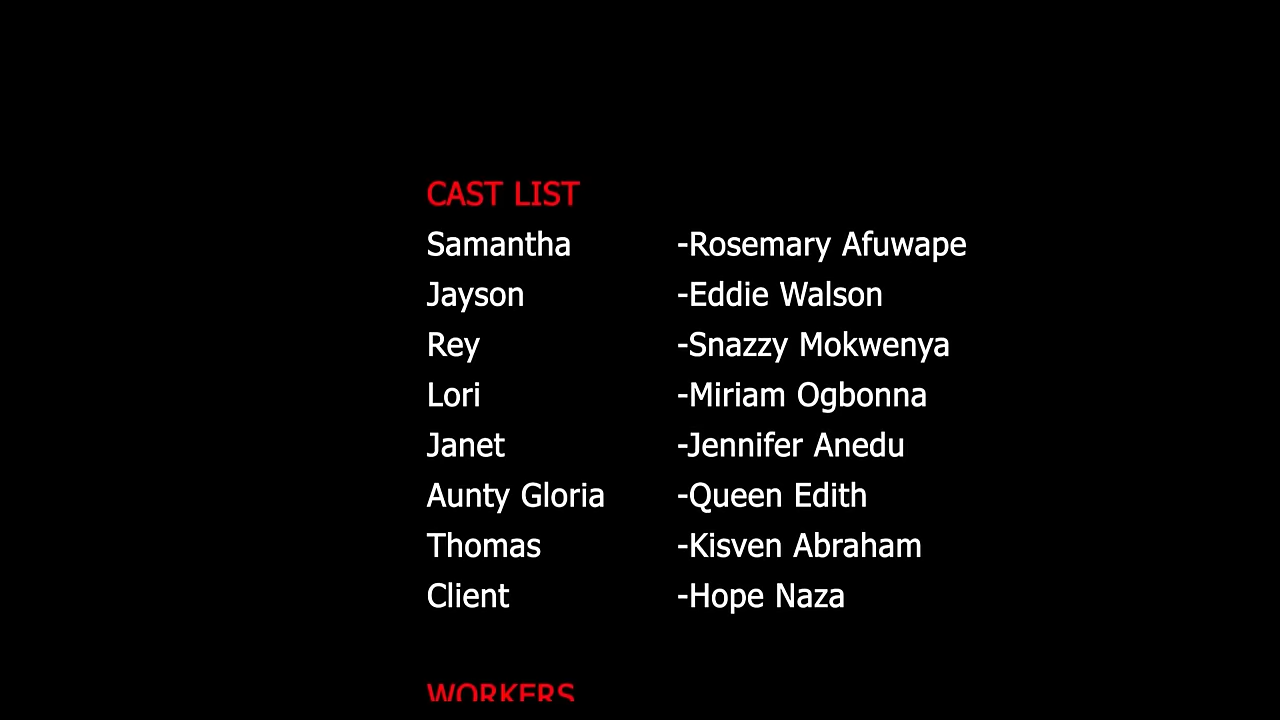 CAST LIST
Samantha -Rosemary Afuwape
Jayson -Eddie Walson
Rey -Snazzy Mokwenya
Lori -Miriam Ogbonna
Janet -Jennifer Anedu
Aunty Gloria -Queen Edith
Thomas -Kisven Abraham
Client -Hope Naza
WORKERS